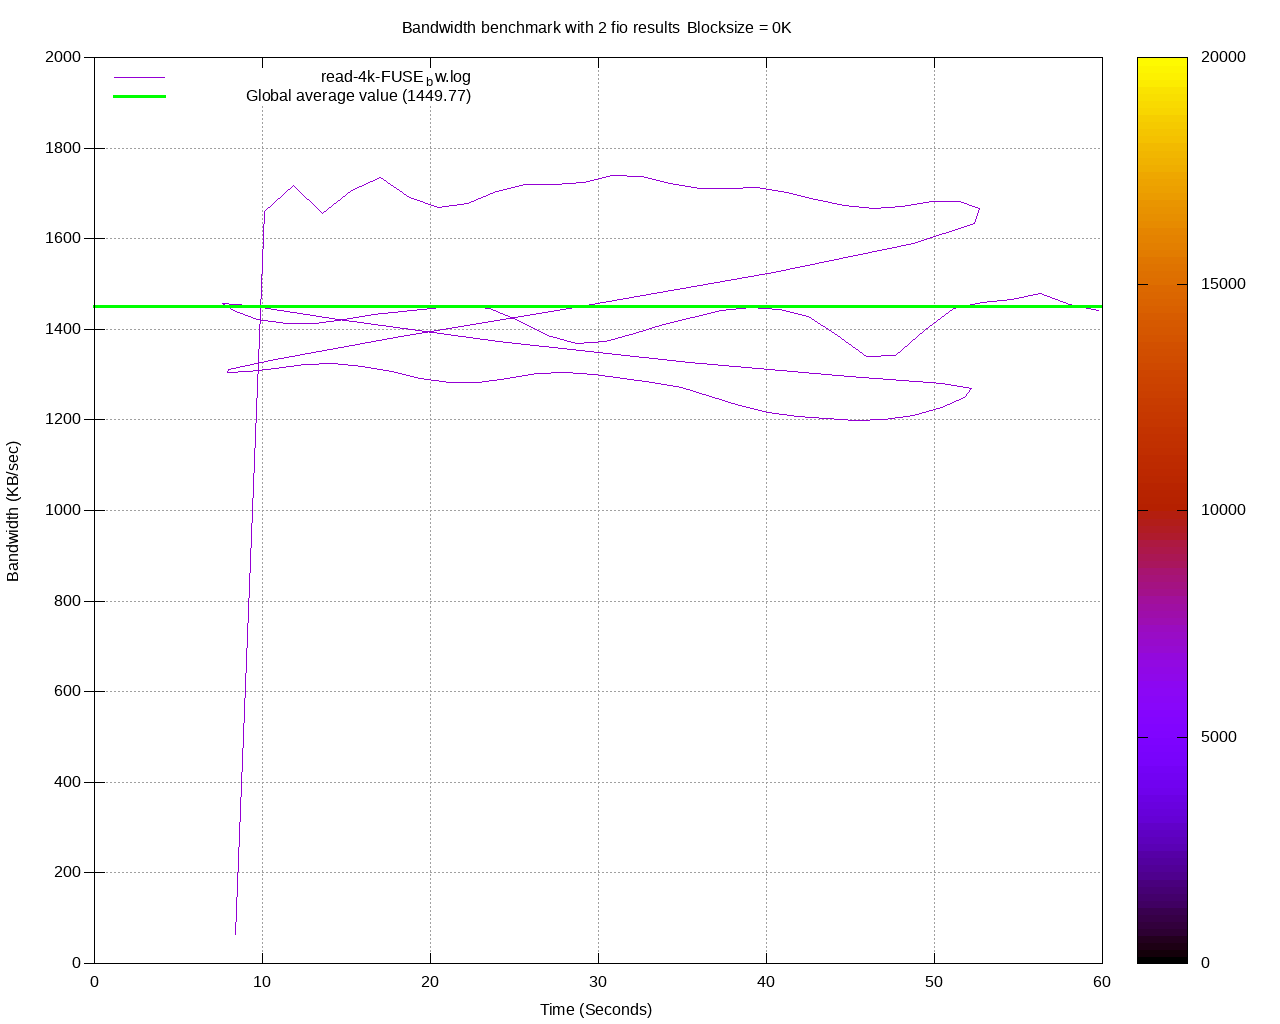 Bandwidth benchmark with 2 fio results Blocksize = 0K
read-4k-FUSE_bw.log
Global average value (1449.77)
2000
1800
1600
1400
1200
1000
800
600
400
200
0
Bandwidth (KB/sec)
0 10 20 30 40 50 60
Time (Seconds)
20000
15000
10000
5000
0